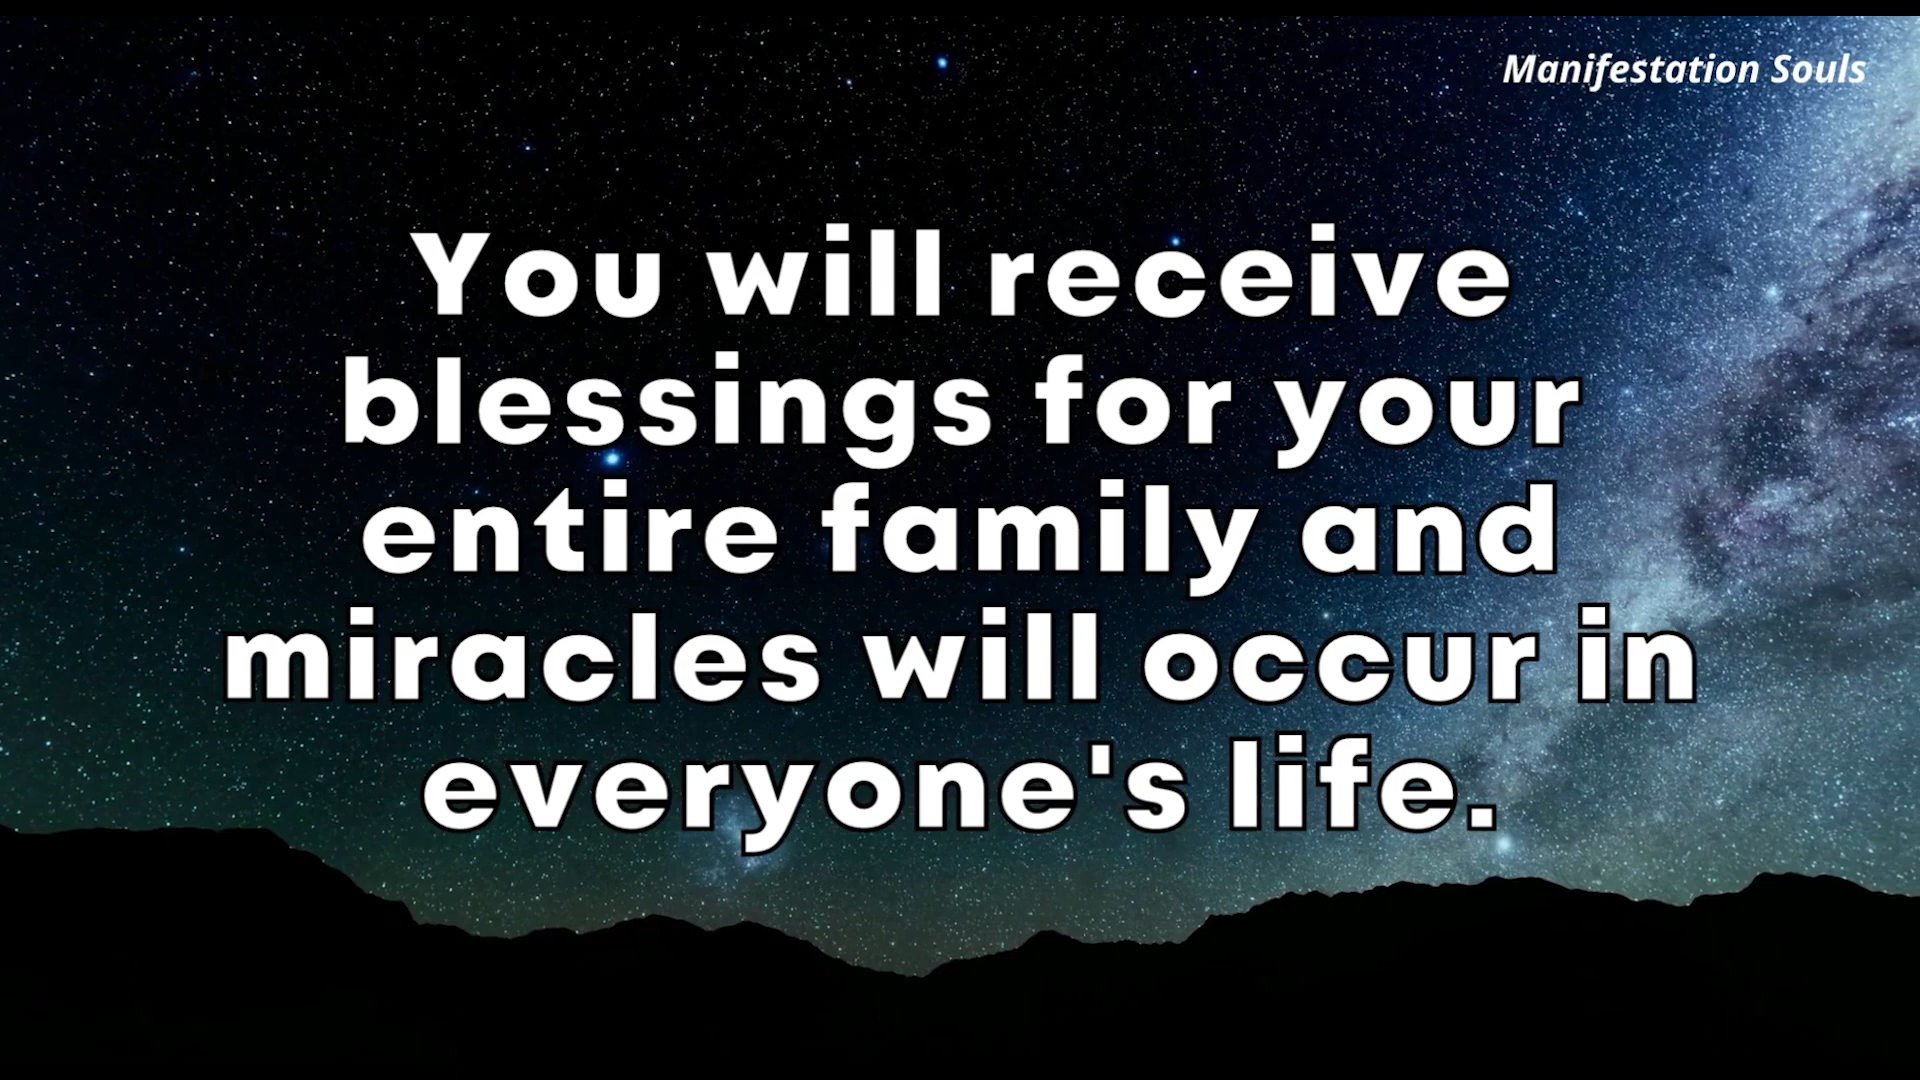 Manifestation Souls
You will receive
blessings for your
entire family and
miracles will occur in
everyone's life.